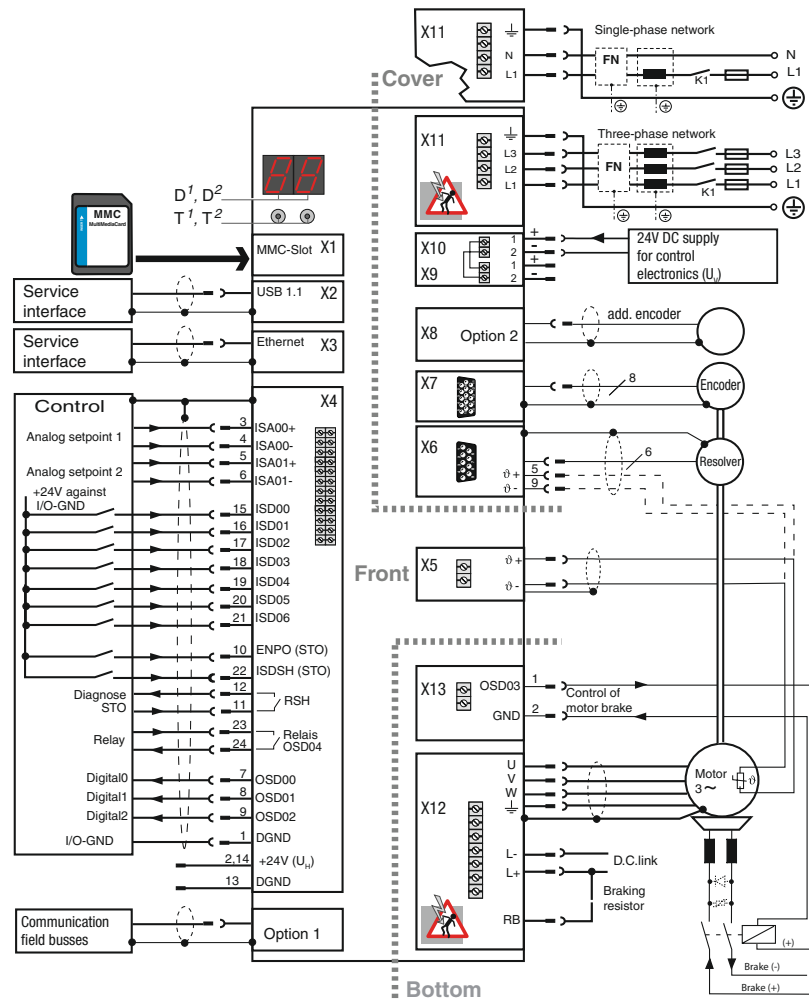 X11
Single-phase network
N
L1
FN
K1
N
L1
Cover
X11
Three-phase network
L3
L2
L1
FN
K1
L3
L2
L1
D1, D2
T1, T2
MMC
MultiMediaCard
MMC-Slot X1
X10
X9
1 +
2 -
1 +
2 -
24V DC supply
for control
electronics (UV)
Service
interface
USB 1.1 X2
Service
interface
Ethernet X3
X8 Option 2
add. encoder
X7
8
Encoder
X6
6
Resolver
ϑ+ 5
ϑ- 9
Control
X4
Analog setpoint 1
3 ISA00+
4 ISA00-
Analog setpoint 2
5 ISA01+
6 ISA01-
+24V against
I/O-GND
15 ISD00
16 ISD01
17 ISD02
18 ISD03
19 ISD04
20 ISD05
21 ISD06
10 ENPO (STO)
22 ISDSH (STO)
Diagnose
STO
12
11
RSH
Relay
23
24
Relais
OSD04
Digital0 7 OSD00
Digital1 8 OSD01
Digital2 9 OSD02
I/O-GND 1 DGND
2,14 +24V (UH)
13 DGND
Communication
field busses
Option 1
Front
X5
ϑ+
ϑ-
X13
OSD03 1
GND 2
Control of
motor brake
X12
U
V
W
Motor
3~
ϑ
L-
L+
D.C.link
Braking
resistor
RB
(+)
Brake (-)
Brake (+)
Bottom